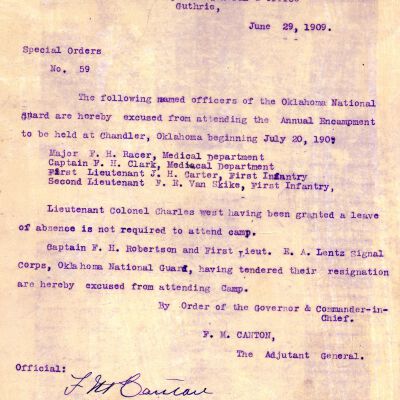 Guthrie,
June 29, 1909.
Special Orders
No. 59
The following named officers of the Oklahoma National
Guard are hereby excused from attending the Annual Encampment
to be held at Chandler, Oklahoma beginning July 20, 1909
Major F. H. Racer, Medical Department
Captain F. H. Clark, Mediacal Department
First Lieutenant J. H. Carter, First Infantry
Second Lieutenant F. R. Van Skike, First Infantry,
Lieutenant Colonel Charles west having been granted a leave
of absence is not required to attend camp.
Captain F. H. Robertson and First Lieut. E. A. Lentz Signal
corps, Oklahoma National Guard, having tendered their resignation
are hereby excused from attending Camp.
By Order of the Governor & Commander-in-
Chief.
F. M. CANTON,
The Adjutant General.
Official:
F M Canton